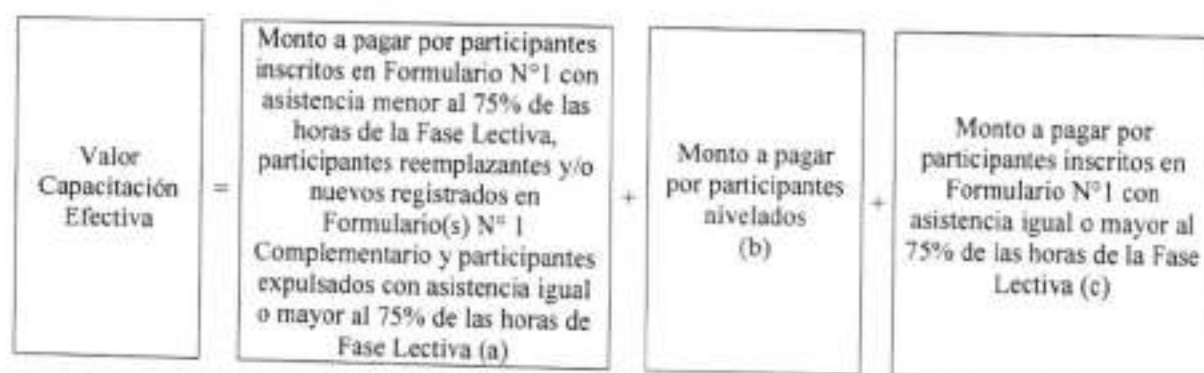 Valor
Capacitación
Efectiva
=
Monto a pagar por participantes
inscritos en Formulario N°1 con
asistencia menor al 75% de las
horas de la Fase Lectiva,
participantes reemplazantes y/o
nuevos registrados en
Formulario(s) N° 1
Complementario y participantes
expulsados con asistencia igual
o mayor al 75% de las horas de
Fase Lectiva (a)
+
Monto a pagar
por participantes
nivelados
(b)
+
Monto a pagar por
participantes inscritos en
Formulario N°1 con
asistencia igual o mayor al
75% de las horas de la Fase
Lectiva (c)